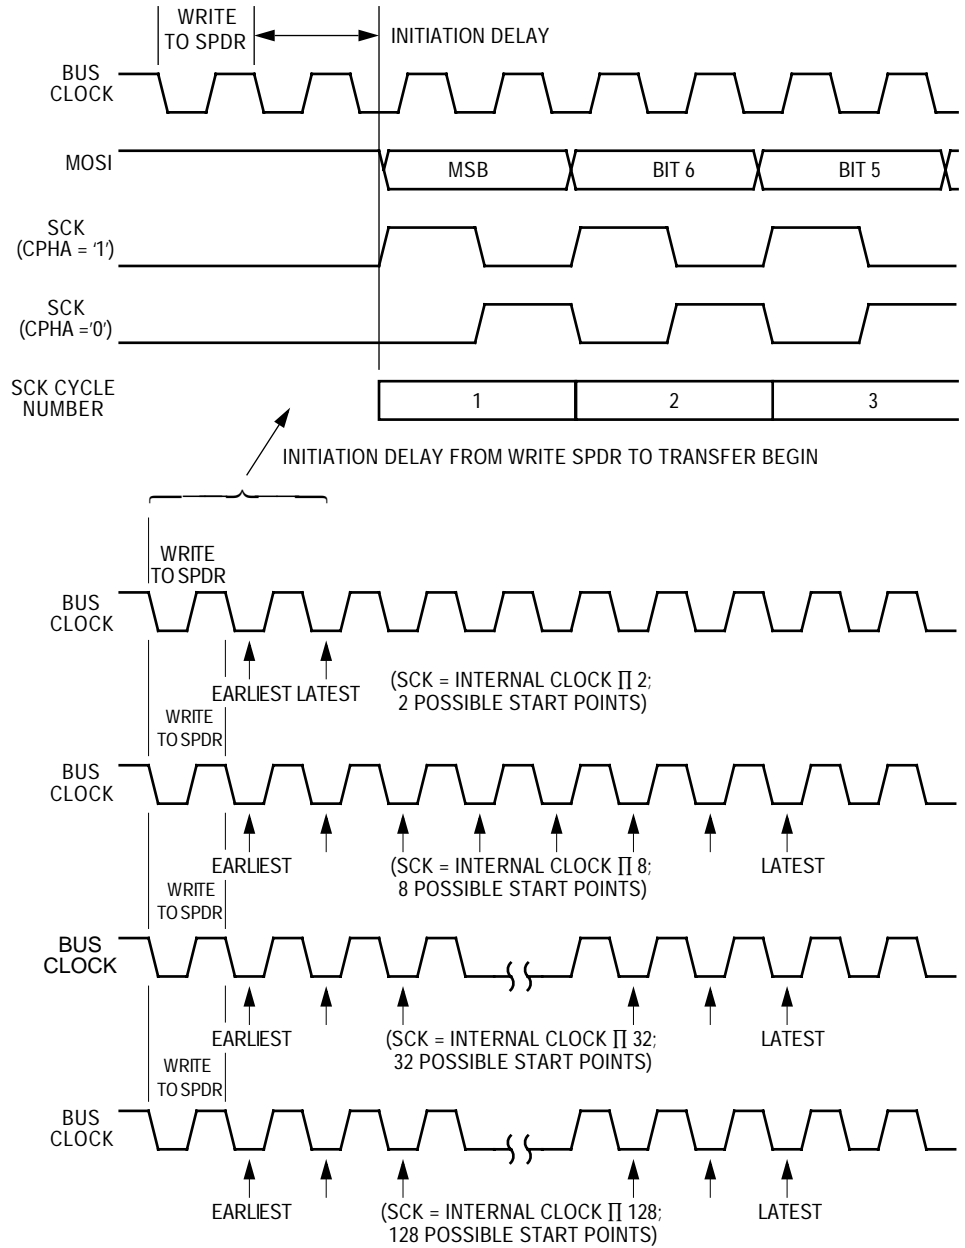 WRITE
TO SPDR
INITIATION DELAY
BUS
CLOCK
MOSI
MSB
BIT 6
BIT 5
SCK
(CPHA = '1')
SCK
(CPHA ='0')
SCK CYCLE
NUMBER
1
2
3
INITIATION DELAY FROM WRITE SPDR TO TRANSFER BEGIN
WRITE
TO SPDR
BUS
CLOCK
EARLIEST
LATEST
(SCK = INTERNAL CLOCK ∏ 2;
2 POSSIBLE START POINTS)
WRITE
TO SPDR
BUS
CLOCK
EARLIEST
(SCK = INTERNAL CLOCK ∏ 8;
8 POSSIBLE START POINTS)
LATEST
WRITE
TO SPDR
BUS
CLOCK
EARLIEST
(SCK = INTERNAL CLOCK ∏ 32;
32 POSSIBLE START POINTS)
LATEST
WRITE
TO SPDR
BUS
CLOCK
EARLIEST
(SCK = INTERNAL CLOCK ∏ 128;
128 POSSIBLE START POINTS)
LATEST